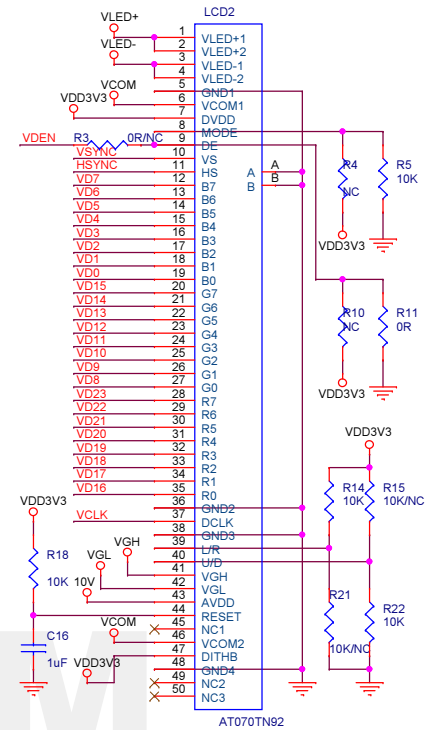 LCD2
VLED+
1 VLED+1
2 VLED+2
VLED-
3 VLED-1
4 VLED-2
5 GND1
VCOM
6 VCOM1
VDD3V3
7 DVDD
8 MODE
VDEN R3 0R/NC 9 DE
VSYNC 10 VS
HSYNC 11 HS
VD7 12 B7
VD6 13 B6
VD5 14 B5
VD4 15 B4
VD3 16 B3
VD2 17 B2
VD1 18 B1
VD0 19 B0
VD15 20 G7
VD14 21 G6
VD13 22 G5
VD12 23 G4
VD11 24 G3
VD10 25 G2
VD9 26 G1
VD8 27 G0
VD23 28 R7
VD22 29 R6
VD21 30 R5
VD20 31 R4
VD19 32 R3
VD18 33 R2
VD17 34 R1
VD16 35 R0
36 GND2
VCLK 37 DCLK
38 GND3
39 L/R
40 U/D
VGH
41 VGH
VGL
42 VGL
10V
43 AVDD
44 RESET
45 NC1
VCOM
46 VCOM2
47 DITHB
VDD3V3
48 GND4
49 NC2
50 NC3
AT070TN92
A A
B B
R4
NC
VDD3V3
R5
10K
R10
NC
VDD3V3
R11
0R
VDD3V3
R14
10K
R15
10K/NC
R21
10K/NC
R22
10K
VDD3V3
R18
10K
C16
1uF
M